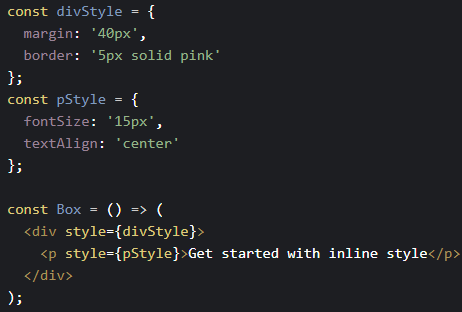 const divStyle = {
  margin: '40px',
  border: '5px solid pink'
};
const pStyle = {
  fontSize: '15px',
  textAlign: 'center'
};

const Box = () => (
  <div style={divStyle}>
    <p style={pStyle}>Get started with inline style</p>
  </div>
);